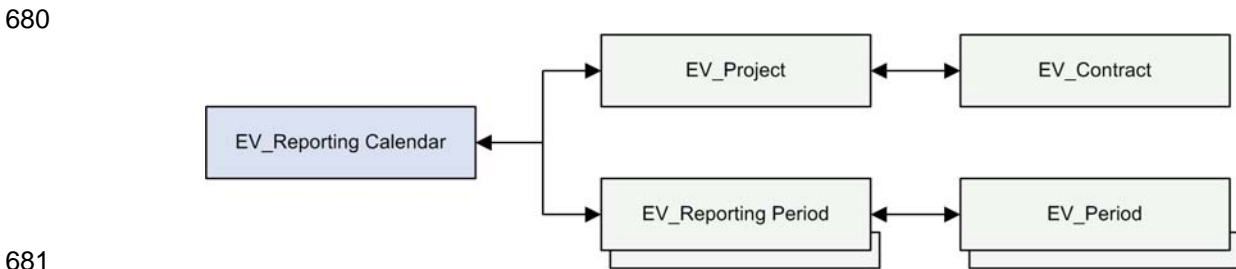 680
EV_Project
EV_Contract
EV_Reporting Calendar
EV_Reporting Period
EV_Period
681